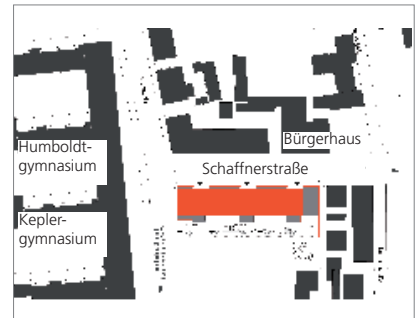 Bürgerhaus
Humboldt-
gymnasium
Schaffnerstraße
Kepler-
gymnasium